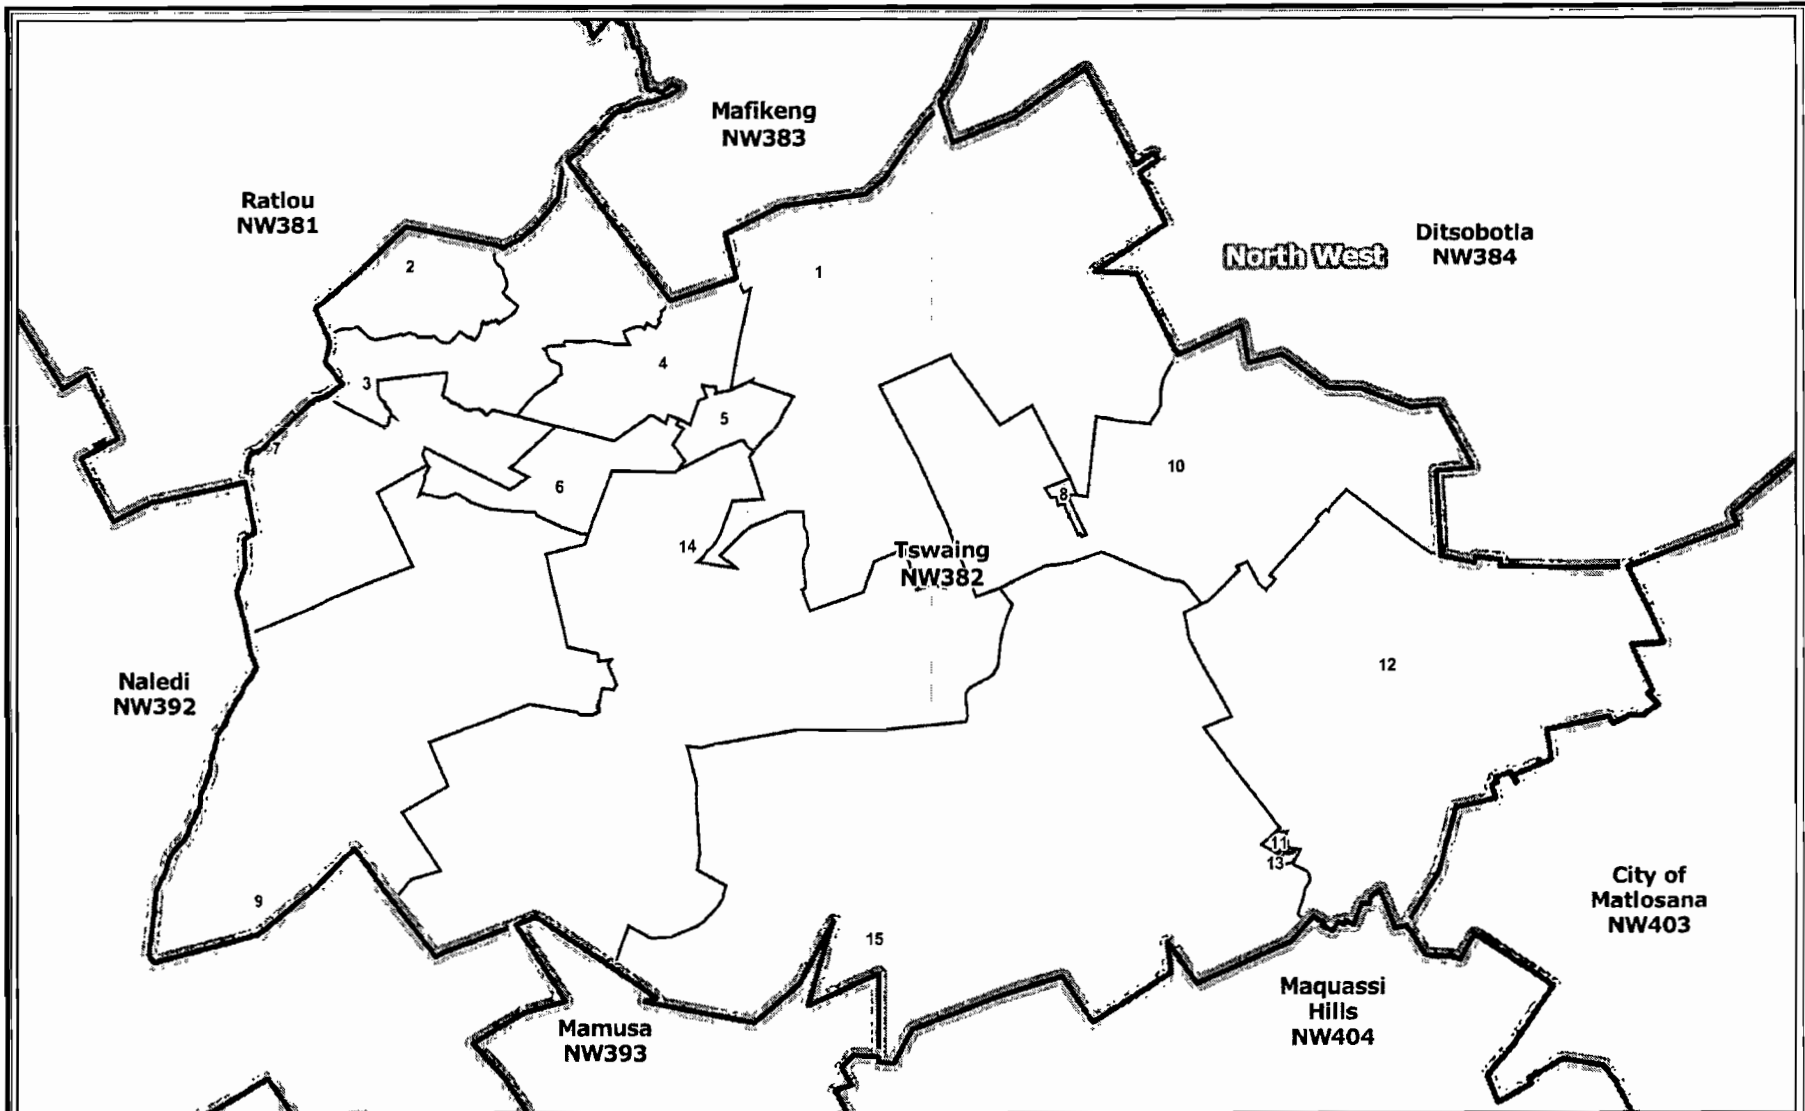 Mafikeng
NW383
Ratlou
NW381
North West
Ditsobotla
NW384
2
1
4
3
5
7
10
6
8
14
Tswaing
NW382
12
Naledi
NW392
11
13
9
15
City of
Matlosana
NW403
Maquassi
Hills
NW404
Mamusa
NW393